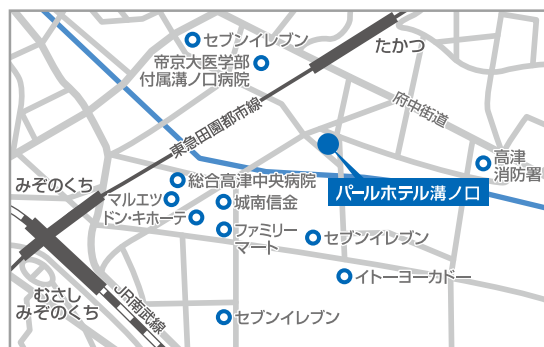 セブンイレブン
たかつ
帝京大医学部
付属溝ノ口病院
府中街道
東急田園都市線
高津
消防署
みぞのくち
総合高津中央病院
パールホテル溝ノ口
マルエツ
城南信金
ドン・キホーテ
ファミリー
マート
セブンイレブン
イトーヨーカドー
むさし
みぞのくち
JR南武線
セブンイレブン